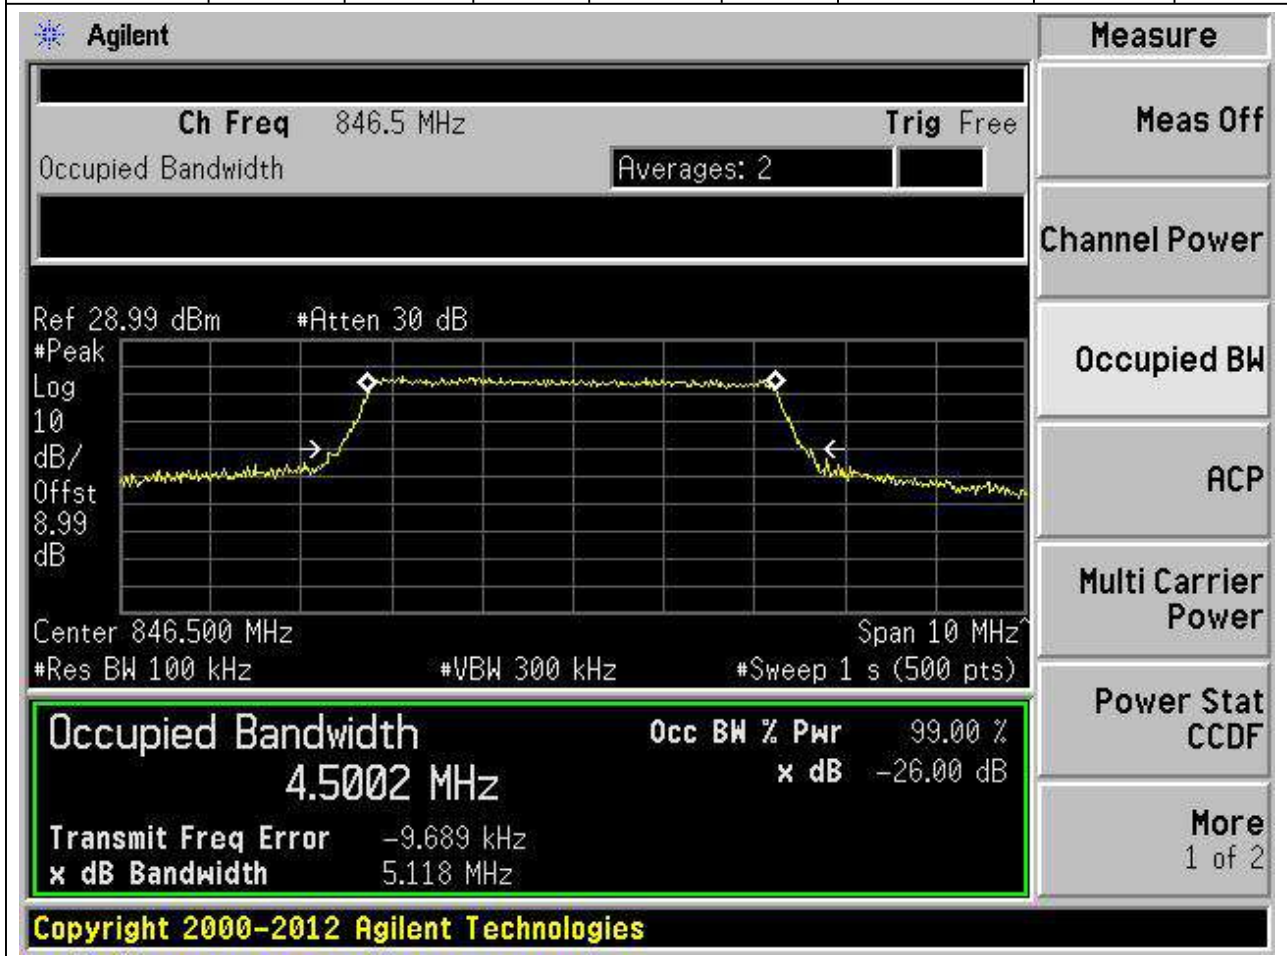 Agilent
Measure
Ch Freq 846.5 MHz Trig Free
Meas Off
Occupied Bandwidth Averages: 2
Channel Power
Ref 28.99 dBm #Atten 30 dB
#Peak
Log
10
dB/
Offst
8.99
dB
Occupied BW
ACP
Multi Carrier
Power
Center 846.500 MHz Span 10 MHz^
#Res BW 100 kHz #VBW 300 kHz #Sweep 1 s (500 pts)
Power Stat
CCDF
Occupied Bandwidth Occ BW % Pwr 99.00 %
4.5002 MHz x dB -26.00 dB
Transmit Freq Error -9.689 kHz
x dB Bandwidth 5.118 MHz
More
1 of 2
Copyright 2000-2012 Agilent Technologies